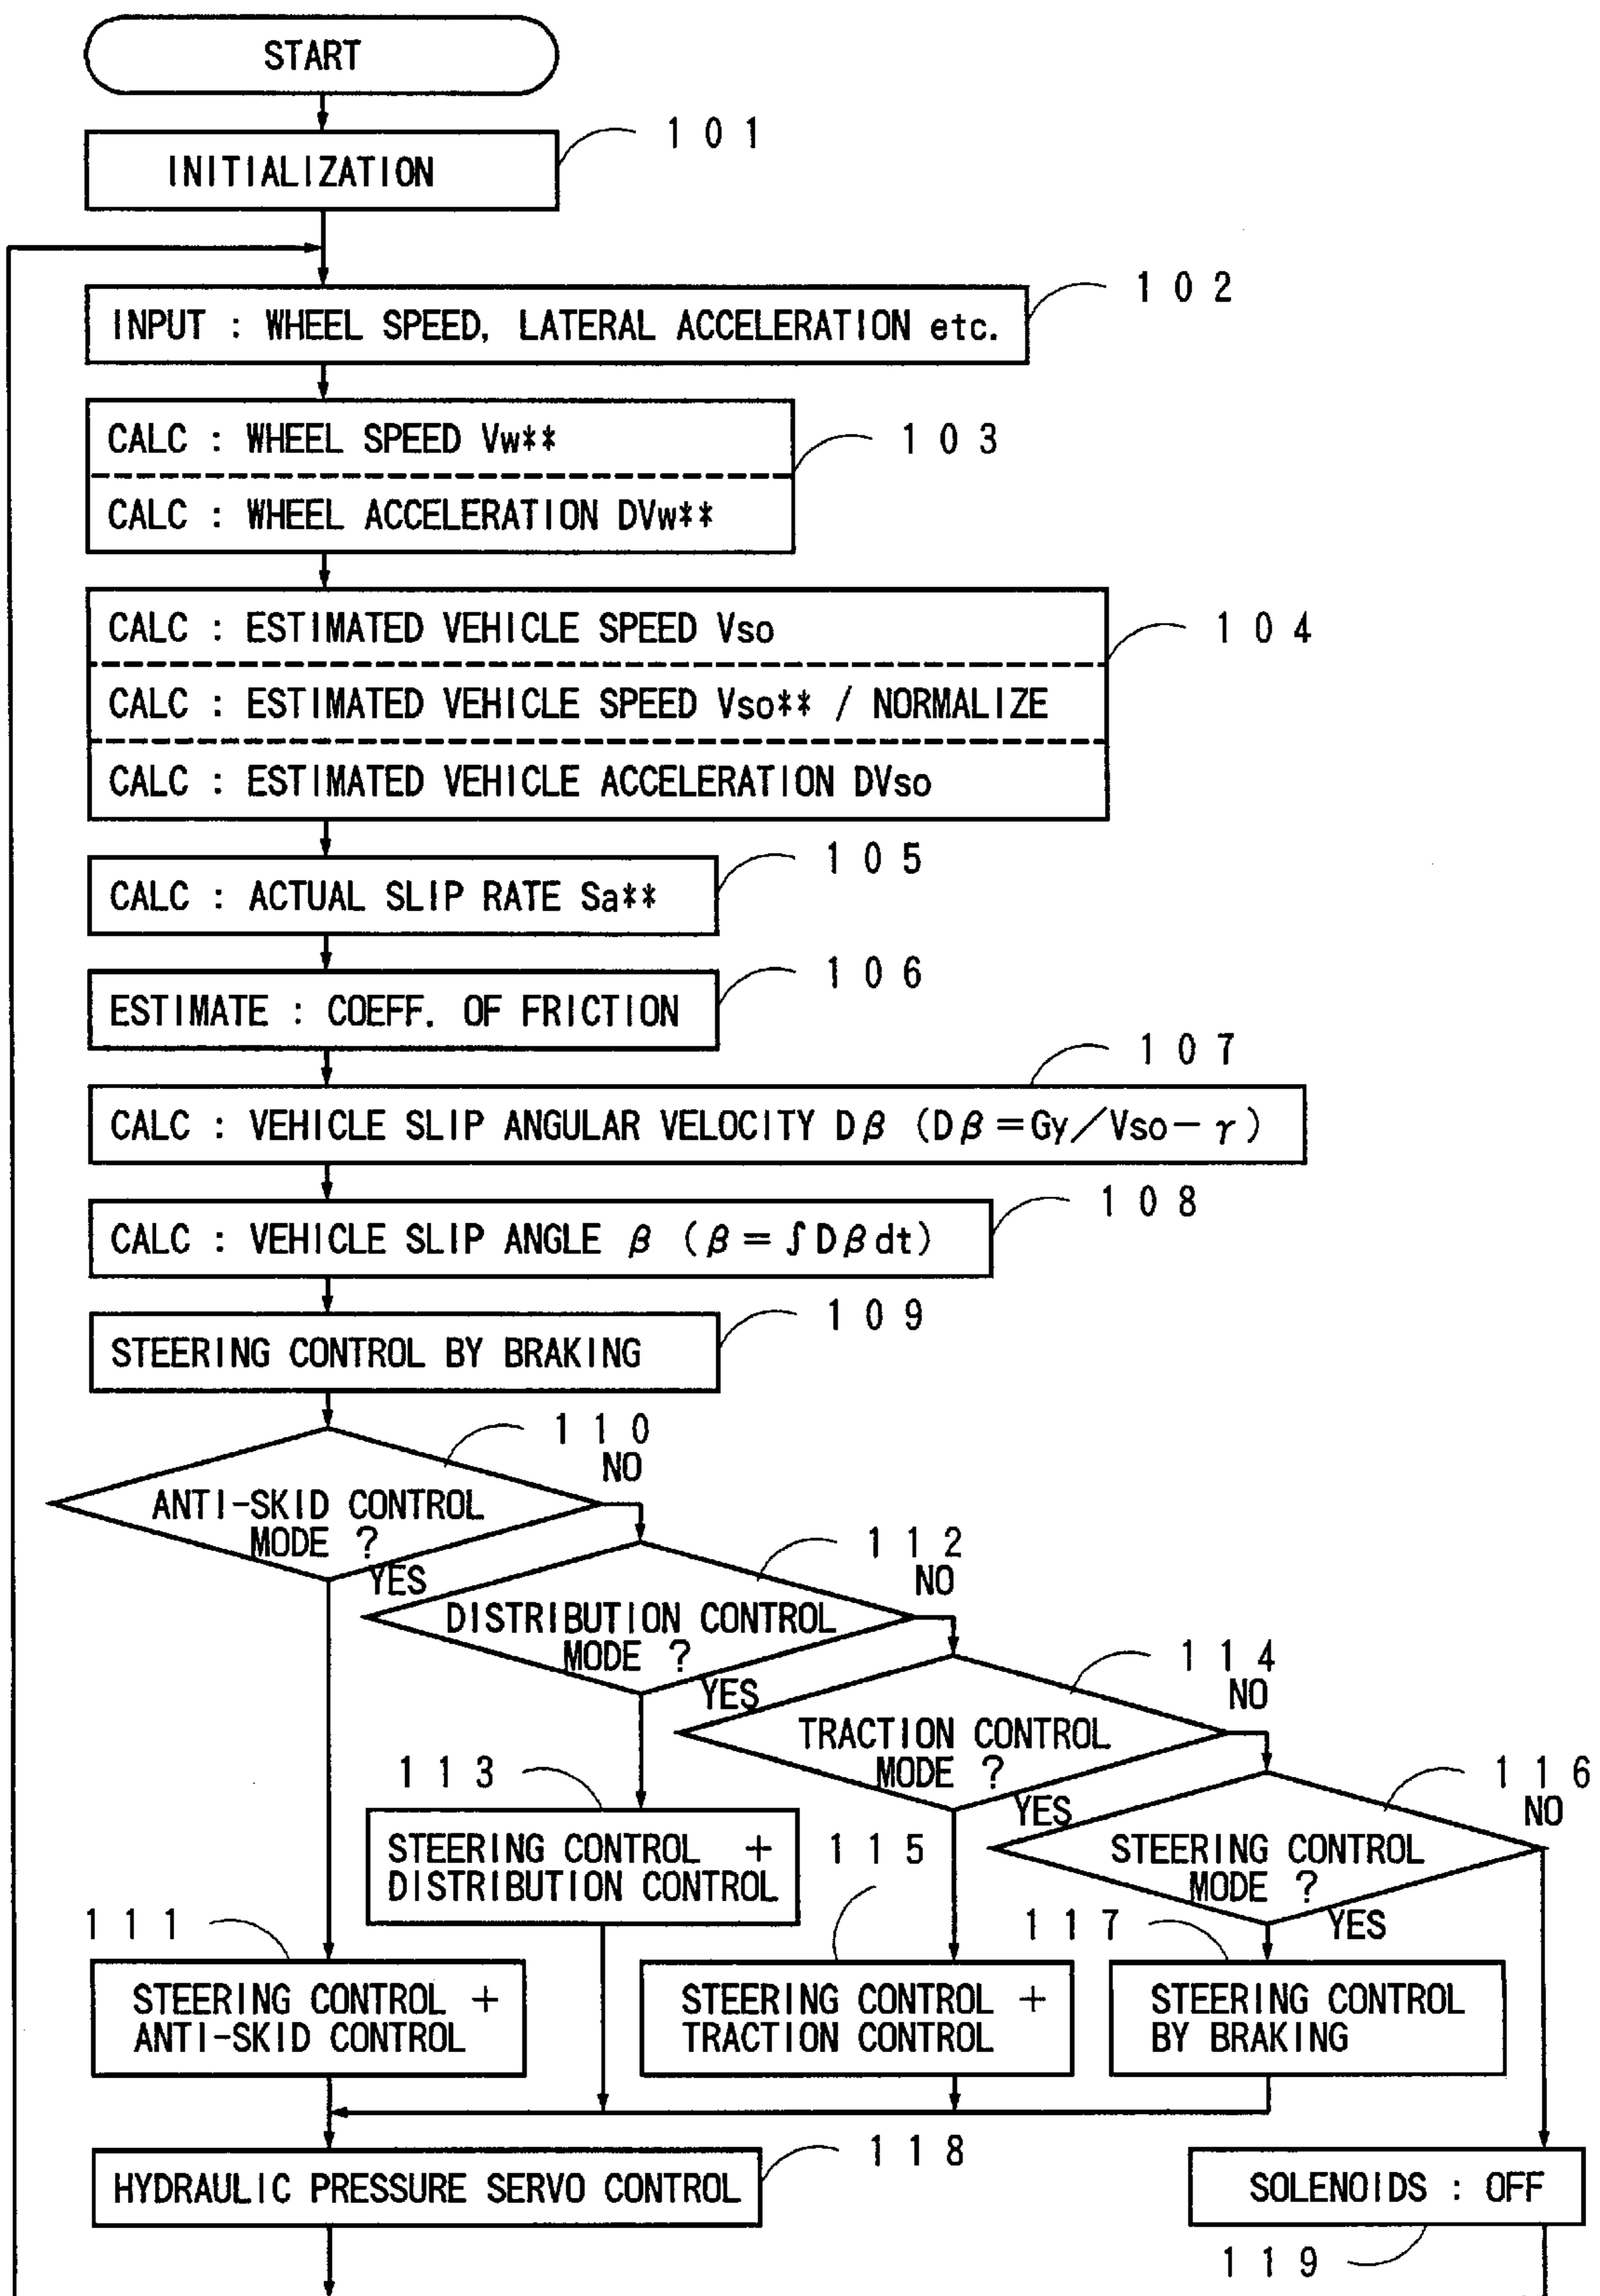 START
101
INITIALIZATION
102
INPUT : WHEEL SPEED, LATERAL ACCELERATION etc.
103
CALC : WHEEL SPEED Vw**
CALC : WHEEL ACCELERATION DVw**
104
CALC : ESTIMATED VEHICLE SPEED Vso
CALC : ESTIMATED VEHICLE SPEED Vso** / NORMALIZE
CALC : ESTIMATED VEHICLE ACCELERATION DVso
105
CALC : ACTUAL SLIP RATE Sa**
106
ESTIMATE : COEFF. OF FRICTION
107
CALC : VEHICLE SLIP ANGULAR VELOCITY Dβ (Dβ=Gy/Vso-γ)
108
CALC : VEHICLE SLIP ANGLE β (β=∫Dβdt)
109
STEERING CONTROL BY BRAKING
110
NO
ANTI-SKID CONTROL
MODE ?
YES
112
NO
DISTRIBUTION CONTROL
MODE ?
YES
114
NO
TRACTION CONTROL
MODE ?
YES
116
NO
STEERING CONTROL
MODE ?
YES
113
STEERING CONTROL +
DISTRIBUTION CONTROL
115
111
STEERING CONTROL +
ANTI-SKID CONTROL
STEERING CONTROL +
TRACTION CONTROL
117
STEERING CONTROL
BY BRAKING
118
HYDRAULIC PRESSURE SERVO CONTROL
SOLENOIDS : OFF
119